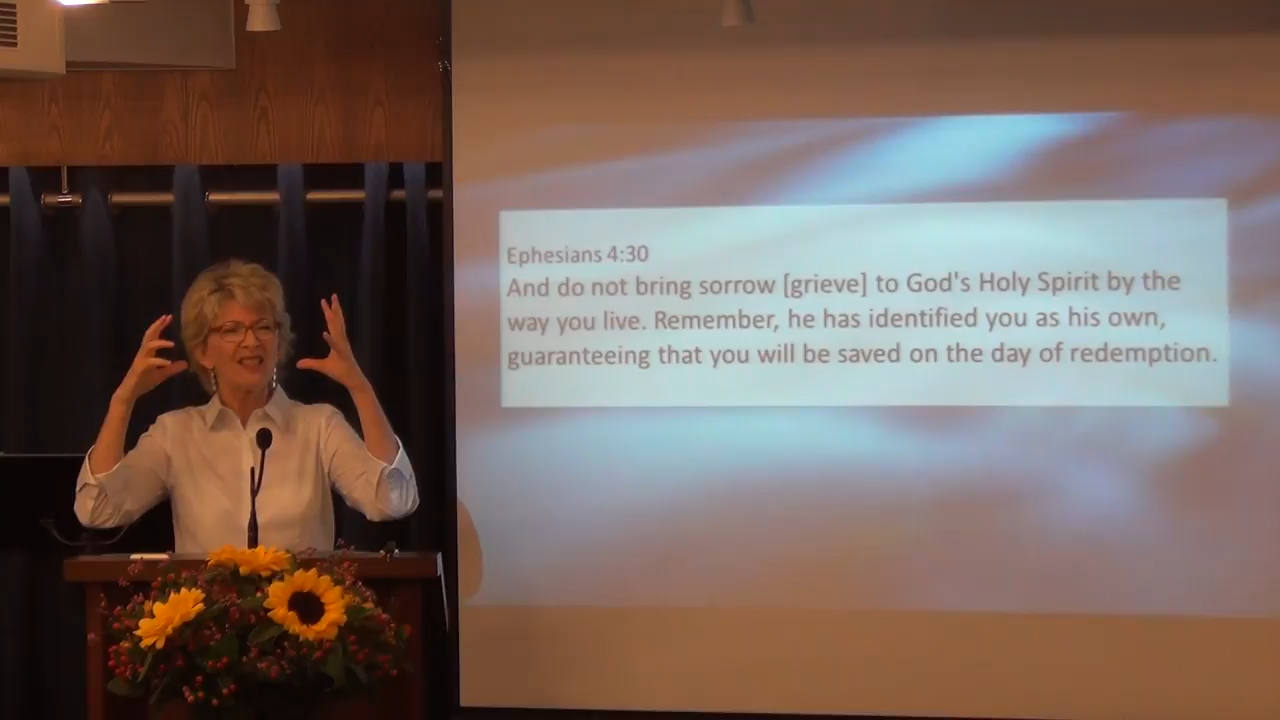 Ephesians 4:30
And do not bring sorrow [grieve] to God's Holy Spirit by the
way you live. Remember, he has identified you as his own,
guaranteeing that you will be saved on the day of redemption.